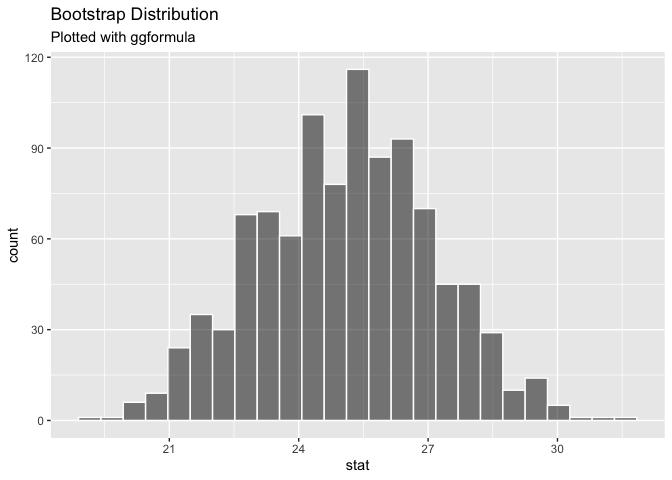 Bootstrap Distribution
Plotted with ggformula
120
90
60
30
0
count
21 24 27 30
stat